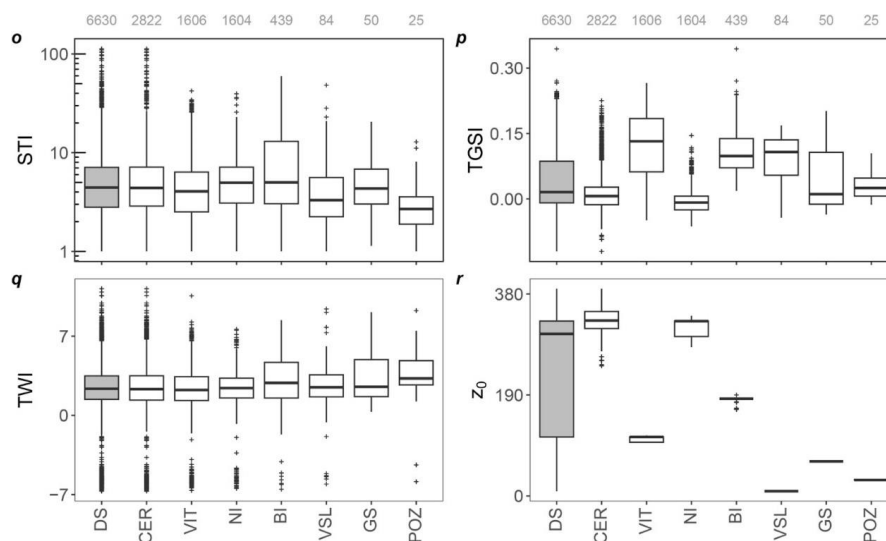 6630 2822 1606 1604 439 84 50 25
6630 2822 1606 1604 439 84 50 25
o
100
10
1
STI
p
0.30
0.15
0.00
TGSI
q
7
0
−7
TWI
r
380
190
0
z0
DS CER VIT NI BI VSL GS POZ
DS CER VIT NI BI VSL GS POZ